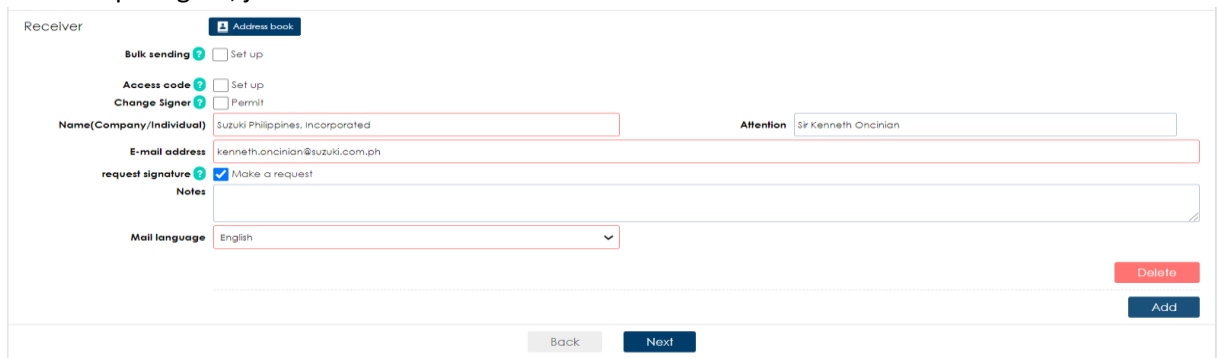 Receiver Address book
Bulk sending ? Set up
Access code ? Set up
Change Signer ? Permit
Name(Company/Individual) Suzuki Philippines, Incorporated Attention Sir Kenneth Oncinian
E-mail address kenneth.oncinian@suzuki.com.ph
request signature ? Make a request
Notes
Mail language English
Delete
Add
Back Next